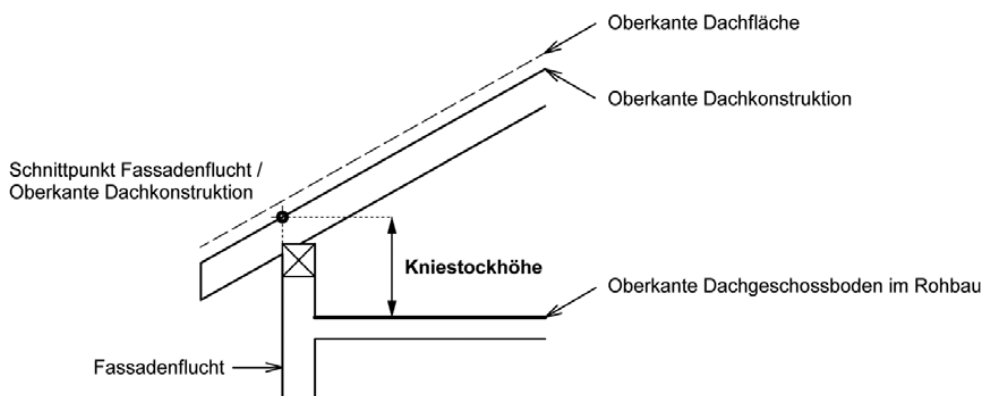 Oberkante Dachfläche
Oberkante Dachkonstruktion
Schnittpunkt Fassadenflucht /
Oberkante Dachkonstruktion
Kniestockhöhe
Oberkante Dachgeschossboden im Rohbau
Fassadenflucht